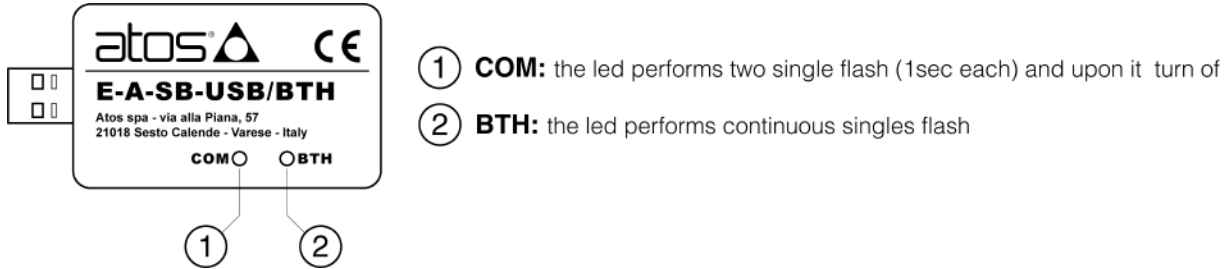 atos® CE
E-A-SB-USB/BTH
Atos spa - via alla Piana, 57
21018 Sesto Calende - Varese - Italy
COM BTH
1 2
1 COM: the led performs two single flash (1sec each) and upon it turn of
2 BTH: the led performs continuous singles flash